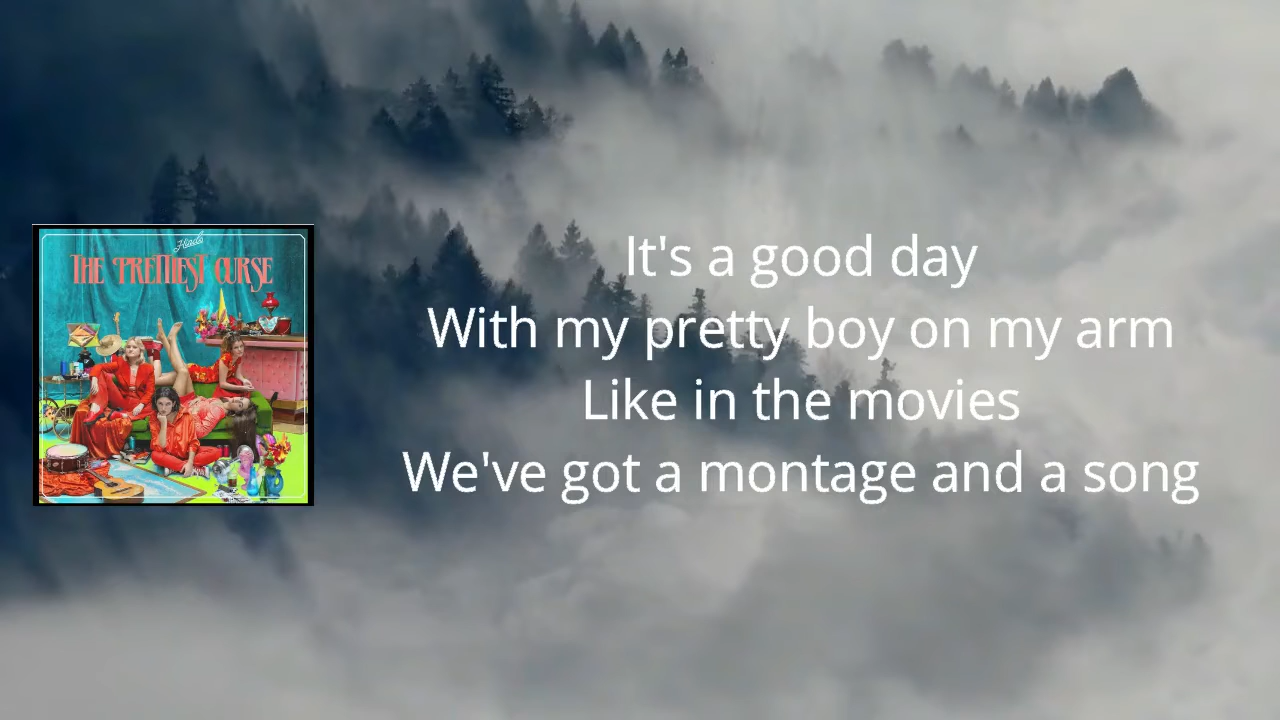 Hinds
THE PRETTIEST CURSE
It's a good day
With my pretty boy on my arm
Like in the movies
We've got a montage and a song